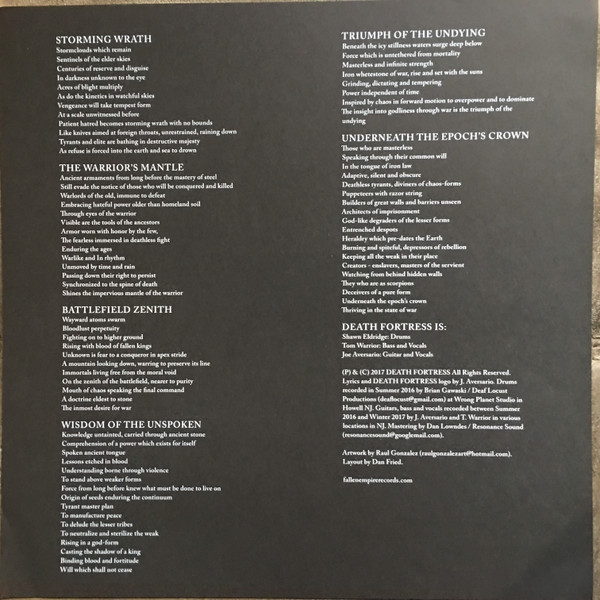 STORMING WRATH
Stormclouds which remain
Sentinels of the elder skies
Centuries of reserve and disguise
In darkness unknown to the eye
Acres of blight multiply
As do the kinetics in watchful skies
Vengeance will take tempest form
At a scale unwitnessed before
Patient hatred becomes storming wrath with no bounds
Like knives aimed at foreign throats, unrestrained, raining down
Tyrants and elite are bathing in destructive majesty
As refuse is forced into the earth and sea to drown
THE WARRIOR'S MANTLE
Ancient armaments from long before the mastery of steel
Still evade the notice of those who will be conquered and killed
Warlords of the old, immune to defeat
Embracing hateful power older than homeland soil
Through eyes of the warrior
Visible are the tools of the ancestors
Armor worn with honor by the few,
The fearless immersed in deathless fight
Enduring the ages
Warlike and In rhythm
Unmoved by time and rain
Passing down their right to persist
Synchronized to the spine of death
Shines the impervious mantle of the warrior
BATTLEFIELD ZENITH
Wayward atoms swarm
Bloodlust perpetuity
Fighting on to higher ground
Rising with blood of fallen kings
Unknown is fear to a conqueror in apex stride
A mountain looking down, warring to preserve its line
Immortals living free from the moral void
On the zenith of the battlefield, nearer to purity
Mouth of chaos speaking the final command
A doctrine eldest to stone
The inmost desire for war
WISDOM OF THE UNSPOKEN
Knowledge untainted, carried through ancient stone
Comprehension of a power which exists for itself
Spoken ancient tongue
Lessons etched in blood
Understanding borne through violence
To stand above weaker forms
Force from long before knew what must be done to live on
Origin of seeds enduring the continuum
Tyrant master plan
To manufacture peace
To delude the lesser tribes
To neutralize and sterilize the weak
Rising in a god-form
Casting the shadow of a king
Binding blood and fortitude
Will which shall not cease
TRIUMPH OF THE UNDYING
Beneath the icy stillness waters surge deep below
Force which is untethered from mortality
Masterless and infinite strength
Iron whetstone of war, rise and set with the suns
Grinding, dictating and tempering
Power independent of time
Inspired by chaos in forward motion to overpower and to dominate
The insight into godliness through war is the triumph of the
undying
UNDERNEATH THE EPOCH'S CROWN
Those who are masterless
Speaking through their common will
In the tongue of iron law
Adaptive, silent and obscure
Deathless tyrants, diviners of chaos-forms
Puppeteers with razor string
Builders of great walls and barriers unseen
Architects of imprisonment
God-like degraders of the lesser forms
Entrenched despots
Heraldry which pre-dates the Earth
Burning and spiteful, depressors of rebellion
Keeping all the weak in their place
Creators - enslavers, masters of the servient
Watching from behind hidden walls
They who are as scorpions
Deceivers of a pure form
Underneath the epoch's crown
Thriving in the state of war
DEATH FORTRESS IS:
Shawn Eldridge: Drums
Tom Warrior: Bass and Vocals
Joe Aversario: Guitar and Vocals
(P) & (C) 2017 DEATH FORTRESS All Rights Reserved.
Lyrics and DEATH FORTRESS logo by J. Aversario. Drums
recorded in Summer 2016 by Brian Gawaski / Deaf Locust
Productions (deaflocust@gmail.com) at Wrong Planet Studio in
Howell NJ. Guitars, bass and vocals recorded between Summer
2016 and Winter 2017 by J. Aversario and T. Warrior in various
locations in NJ. Mastering by Dan Lowndes / Resonance Sound
(resonancesound@googlemail.com).
Artwork by Raul Gonzalez (raulgonzalezart@hotmail.com).
Layout by Dan Fried.
fallenempirerecords.com